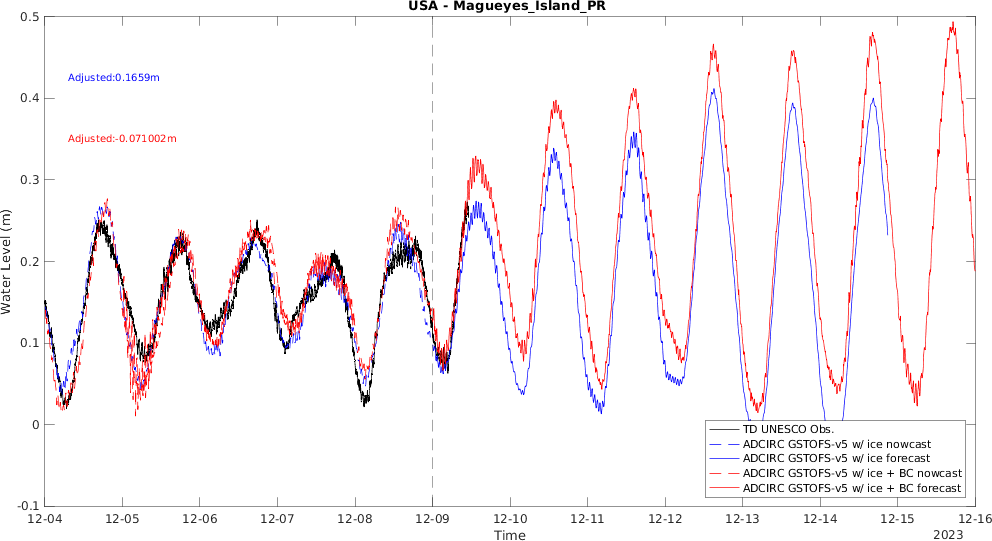 USA - Magueyes_Island_PR
0.5
0.4
0.3
0.2
0.1
0
-0.1
Water Level (m)
Adjusted:0.1659m
Adjusted:-0.071002m
TD UNESCO Obs.
ADCIRC GSTOFS-v5 w/ ice nowcast
ADCIRC GSTOFS-v5 w/ ice forecast
ADCIRC GSTOFS-v5 w/ ice + BC nowcast
ADCIRC GSTOFS-v5 w/ ice + BC forecast
12-04 12-05 12-06 12-07 12-08 12-09 12-10 12-11 12-12 12-13 12-14 12-15 12-16
Time
2023